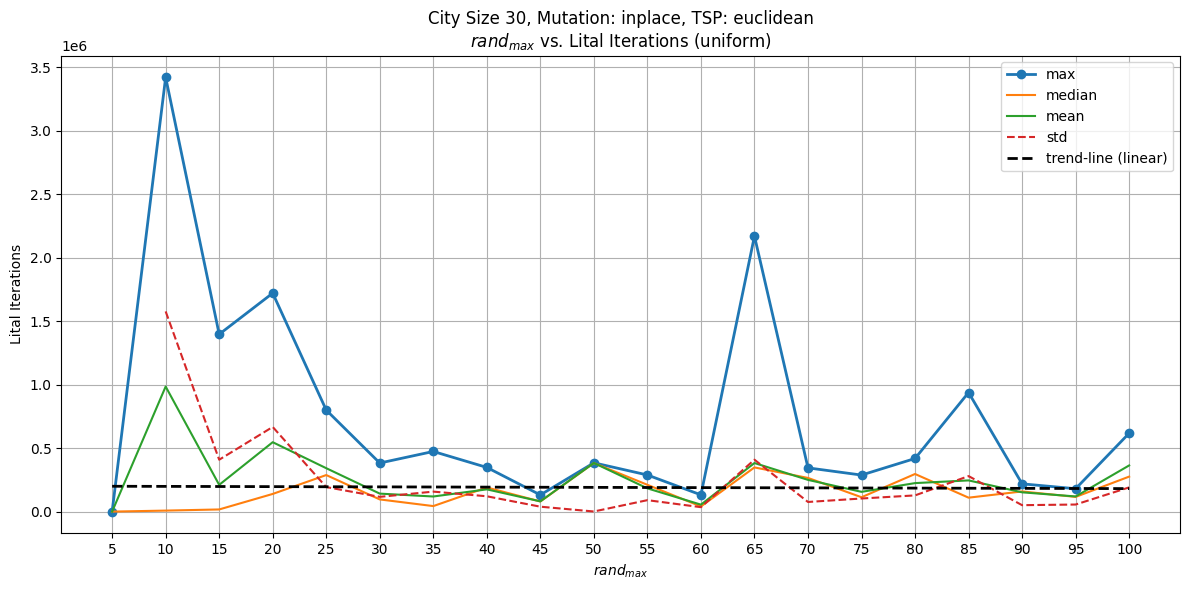 City Size 30, Mutation: inplace, TSP: euclidean
rand_max vs. Lital Iterations (uniform)
1e6
3.5
3.0
2.5
2.0
1.5
1.0
0.5
0.0
Lital Iterations
max
median
mean
std
trend-line (linear)
5 10 15 20 25 30 35 40 45 50 55 60 65 70 75 80 85 90 95 100
rand_max